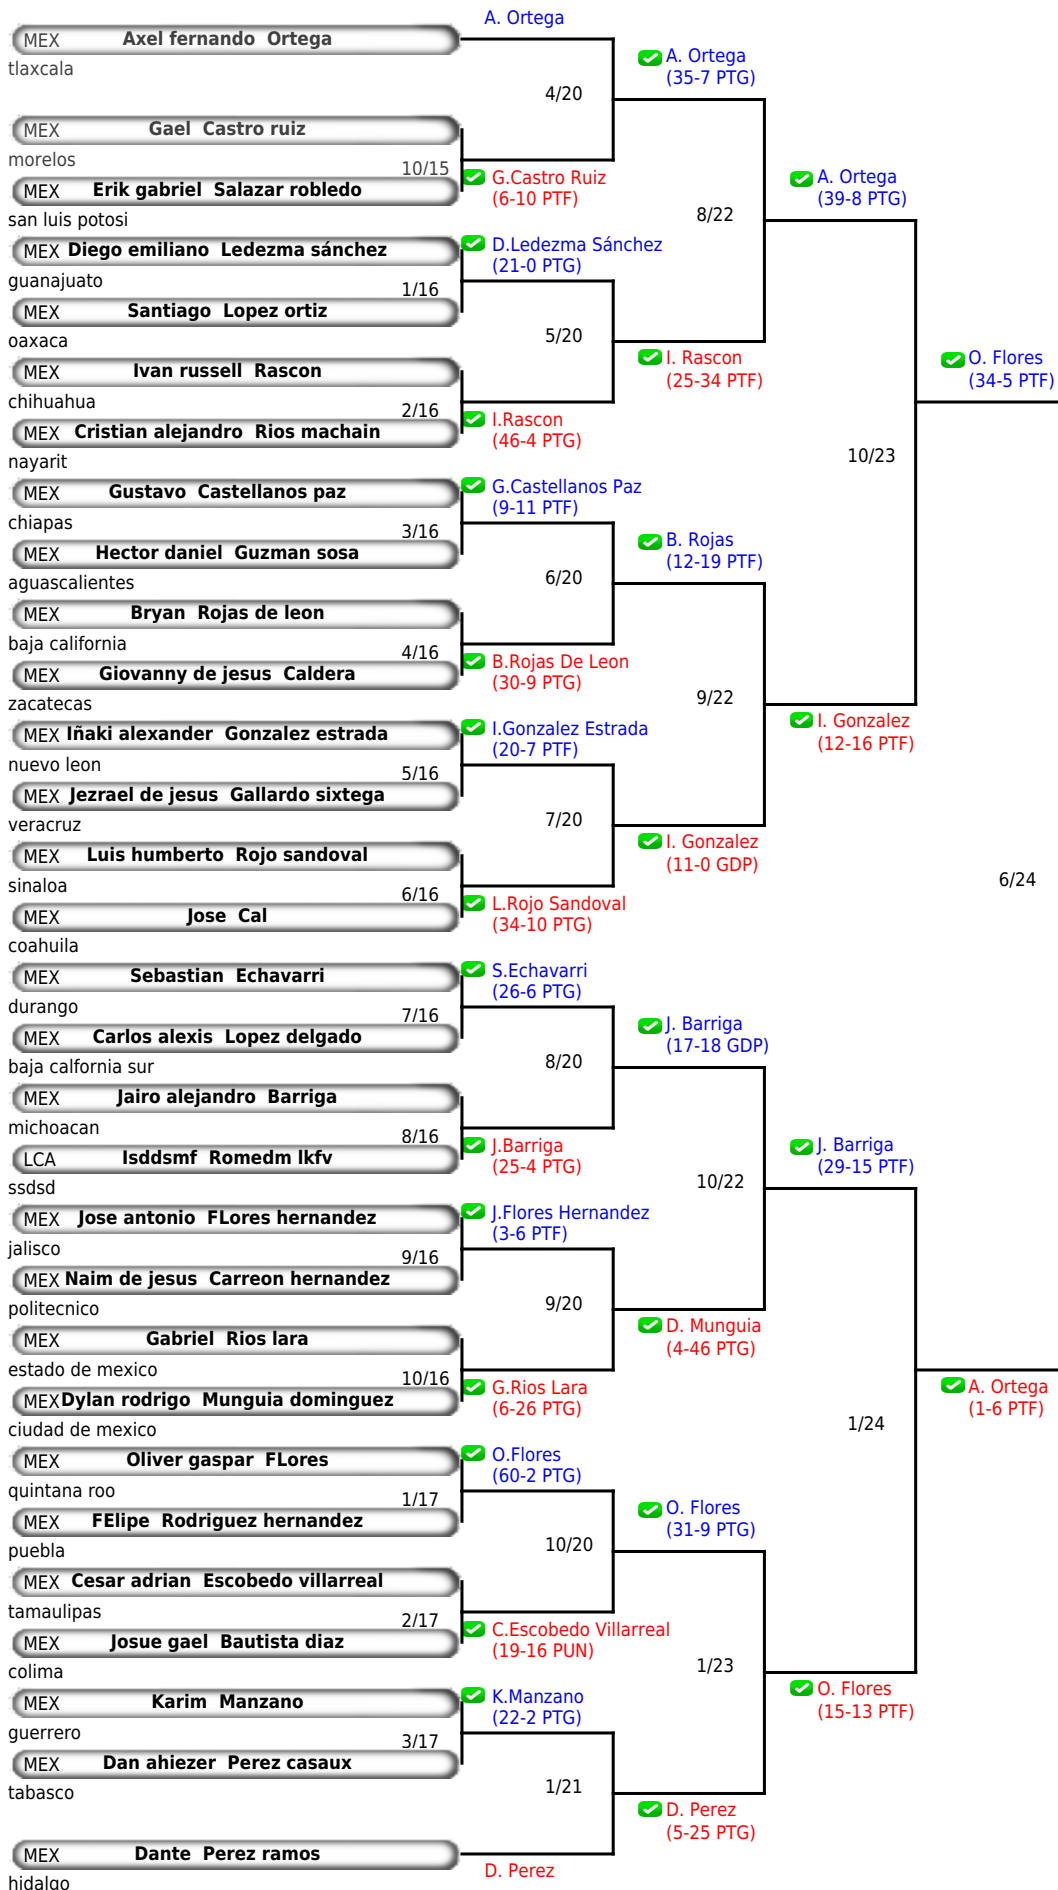 A. Ortega
MEX Axel fernando Ortega
tlaxcala
A. Ortega
(35-7 PTG)
4/20
MEX Gael Castro ruiz
morelos
10/15
G.Castro Ruiz
(6-10 PTF)
MEX Erik gabriel Salazar robledo
san luis potosi
A. Ortega
(39-8 PTG)
8/22
MEX Diego emiliano Ledezma sánchez
guanajuato
D.Ledezma Sánchez
(21-0 PTG)
1/16
MEX Santiago Lopez ortiz
oaxaca
5/20
I. Rascon
(25-34 PTF)
O. Flores
(34-5 PTF)
MEX Ivan russell Rascon
chihuahua
2/16
I.Rascon
(46-4 PTG)
MEX Cristian alejandro Rios machain
nayarit
10/23
MEX Gustavo Castellanos paz
chiapas
G.Castellanos Paz
(9-11 PTF)
3/16
MEX Hector daniel Guzman sosa
aguascalientes
B. Rojas
(12-19 PTF)
6/20
MEX Bryan Rojas de leon
baja california
4/16
B.Rojas De Leon
(30-9 PTG)
MEX Giovanny de jesus Caldera
zacatecas
9/22
I. Gonzalez
(12-16 PTF)
MEX Iñaki alexander Gonzalez estrada
nuevo leon
I.Gonzalez Estrada
(20-7 PTF)
5/16
MEX Jezrael de jesus Gallardo sixtega
veracruz
7/20
I. Gonzalez
(11-0 GDP)
MEX Luis humberto Rojo sandoval
sinaloa
6/16
L.Rojo Sandoval
(34-10 PTG)
6/24
MEX Jose Cal
coahuila
MEX Sebastian Echavarri
durango
S.Echavarri
(26-6 PTG)
7/16
MEX Carlos alexis Lopez delgado
baja calfornia sur
J. Barriga
(17-18 GDP)
8/20
MEX Jairo alejandro Barriga
michoacan
8/16
J.Barriga
(25-4 PTG)
LCA Isddsmf Romedm lkfv
ssdsd
J. Barriga
(29-15 PTF)
10/22
MEX Jose antonio FLores hernandez
jalisco
J.Flores Hernandez
(3-6 PTF)
9/16
MEX Naim de jesus Carreon hernandez
politecnico
9/20
D. Munguia
(4-46 PTG)
MEX Gabriel Rios lara
estado de mexico
10/16
G.Rios Lara
(6-26 PTG)
MEX Dylan rodrigo Munguia dominguez
ciudad de mexico
A. Ortega
(1-6 PTF)
1/24
MEX Oliver gaspar FLores
quintana roo
O.Flores
(60-2 PTG)
1/17
MEX FElipe Rodriguez hernandez
puebla
O. Flores
(31-9 PTG)
10/20
MEX Cesar adrian Escobedo villarreal
tamaulipas
2/17
C.Escobedo Villarreal
(19-16 PUN)
MEX Josue gael Bautista diaz
colima
1/23
O. Flores
(15-13 PTF)
MEX Karim Manzano
guerrero
K.Manzano
(22-2 PTG)
3/17
MEX Dan ahiezer Perez casaux
tabasco
1/21
D. Perez
(5-25 PTG)
MEX Dante Perez ramos
D. Perez
hidalgo